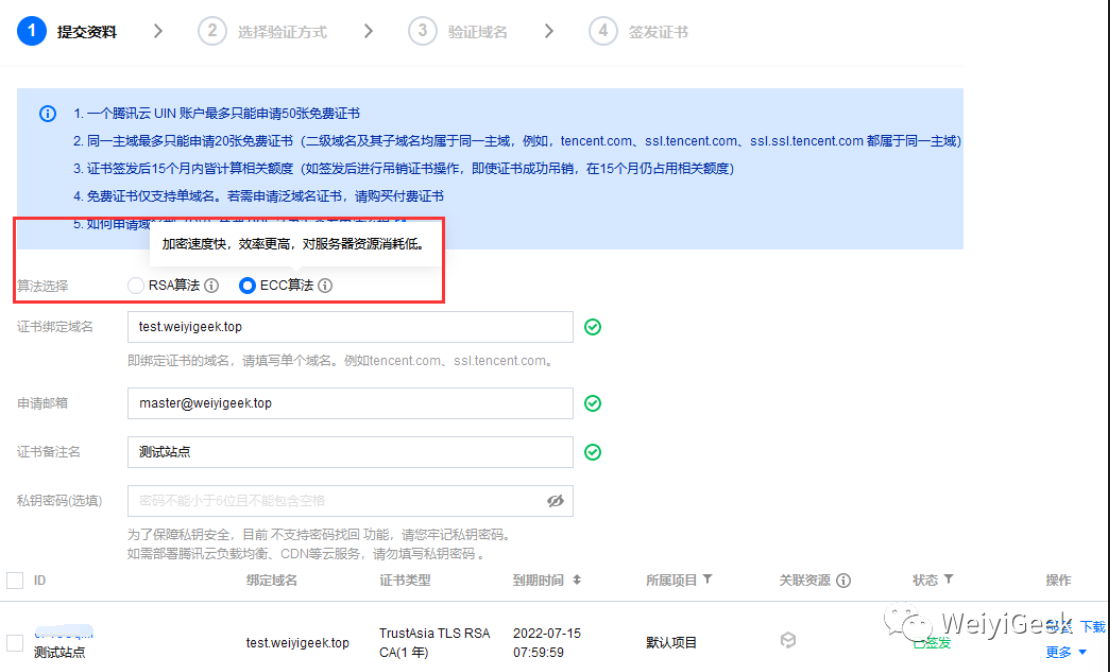 1 提交资料 2 选择验证方式 3 验证域名 4 签发证书
1. 一个腾讯云 UIN 账户最多只能申请50张免费证书
2. 同一主域最多只能申请20张免费证书（二级域名及其子域名均属于同一主域，例如，tencent.com、ssl.tencent.com、ssl.ssl.tencent.com 都属于同一主域）
3. 证书签发后15个月内皆计算相关额度（如签发后进行吊销证书操作，即使证书成功吊销，在15个月仍占用相关额度）
4. 免费证书仅支持单域名。若需申请泛域名证书，请购买付费证书
5. 如何申请
加密速度快，效率更高，对服务器资源消耗低。
算法选择 RSA算法 ECC算法
证书绑定域名 test.weiyigeek.top
即绑定证书的域名，请填写单个域名。例如tencent.com、ssl.tencent.com。
申请邮箱 master@weiyigeek.top
证书备注名 测试站点
私钥密码(选填) 密码不能小于6位且不能包含空格
为了保障私钥安全，目前 不支持密码找回 功能，请您牢记私钥密码。
如需部署腾讯云负载均衡、CDN等云服务，请勿填写私钥密码 。
ID 绑定域名 证书类型 到期时间 所属项目 关联资源 状态 操作
测试站点 test.weiyigeek.top TrustAsia TLS RSA CA(1 年) 2022-07-15 07:59:59 默认项目 已签发 下载
更多
WeiyiGeek